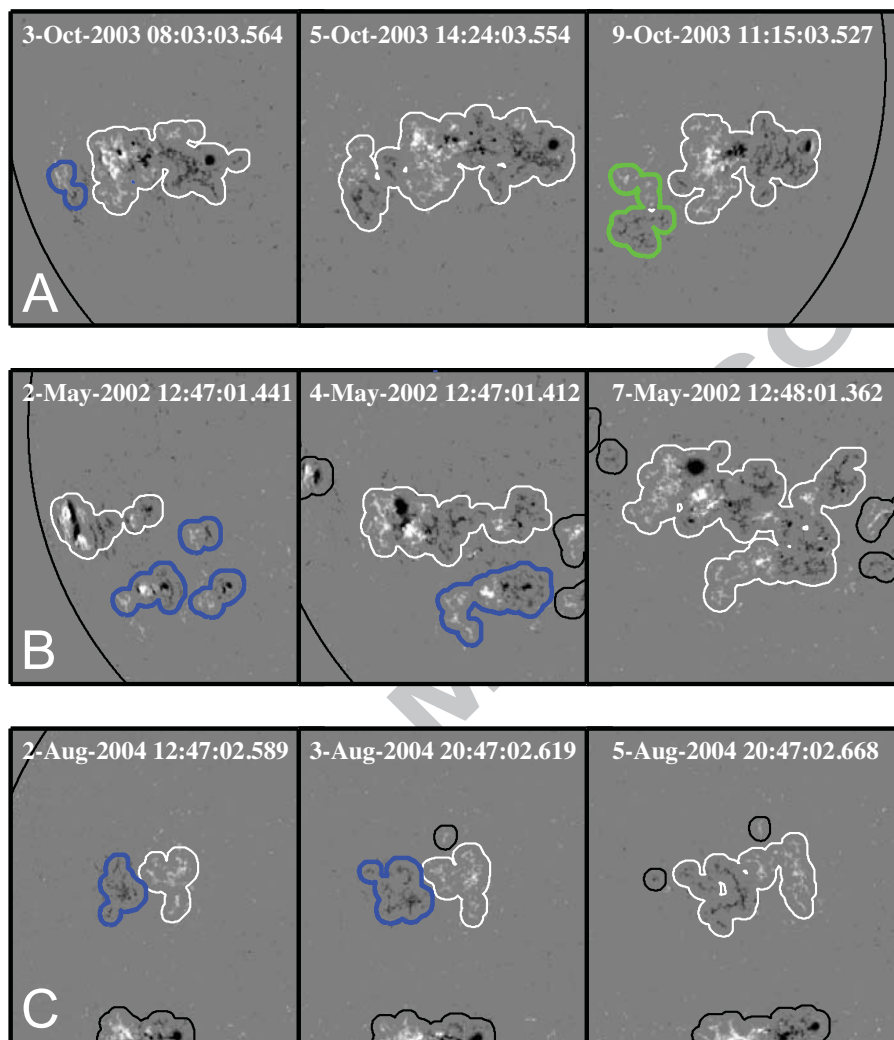 3-Oct-2003 08:03:03.564
5-Oct-2003 14:24:03.554
9-Oct-2003 11:15:03.527
A
2-May-2002 12:47:01.441
4-May-2002 12:47:01.412
7-May-2002 12:48:01.362
B
2-Aug-2004 12:47:02.589
3-Aug-2004 20:47:02.619
5-Aug-2004 20:47:02.668
C